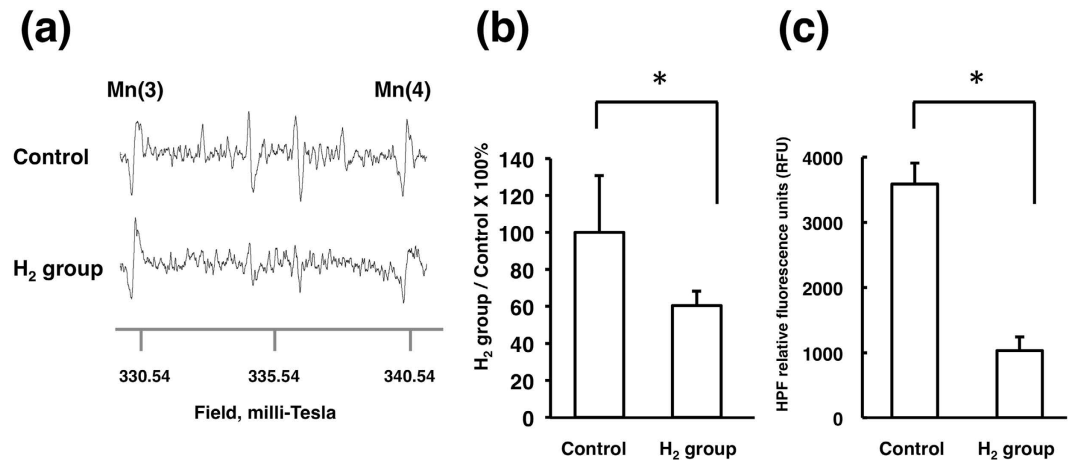 (a)
Mn(3) Mn(4)
Control
H₂ group
330.54 335.54 340.54
Field, milli-Tesla
(b)
*
H₂ group / Control X 100%
140
120
100
80
60
40
20
0
Control H₂ group
(c)
*
HPF relative fluorescence units (RFU)
4000
3000
2000
1000
0
Control H₂ group